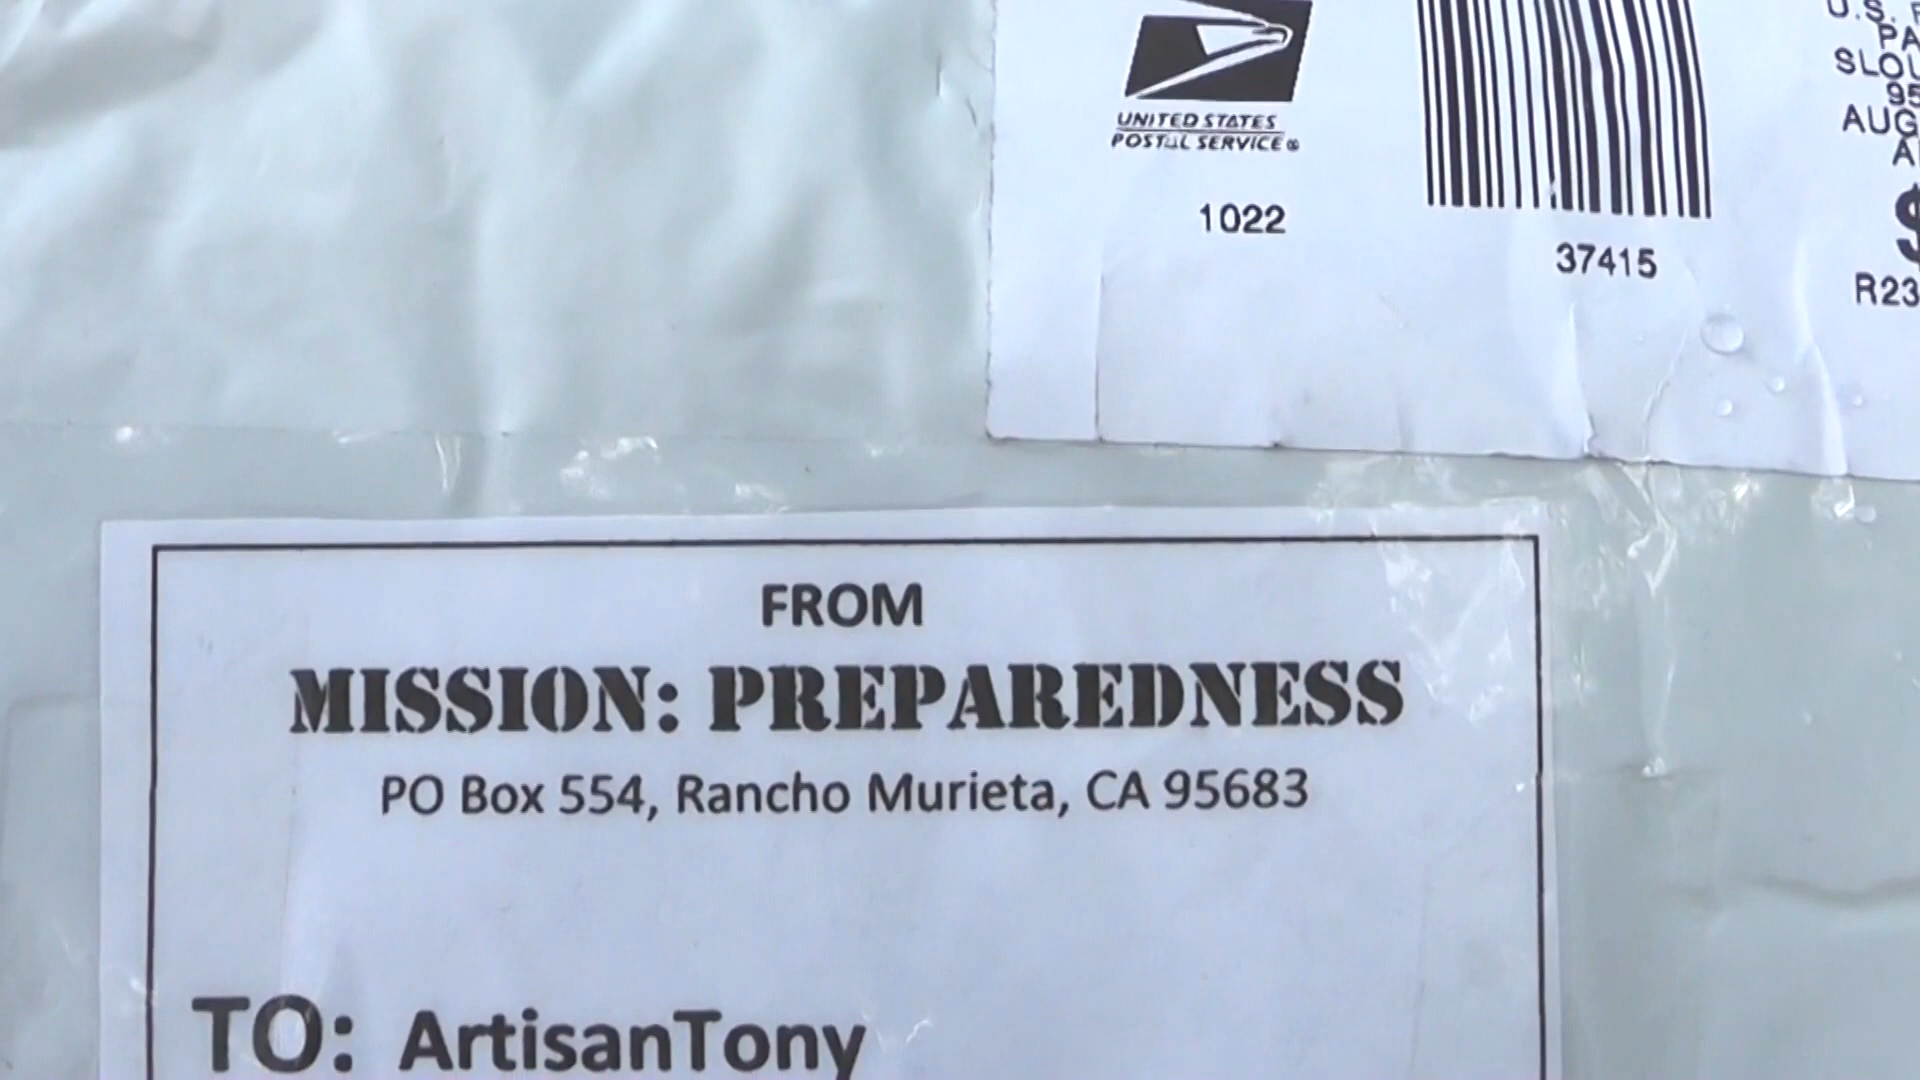 UNITED STATES
POSTAL SERVICE®
1022
37415
U.S.
PA
SLOU
95
AUG
$
R23
FROM
MISSION: PREPAREDNESS
PO Box 554, Rancho Murieta, CA 95683
TO: ArtisanTony